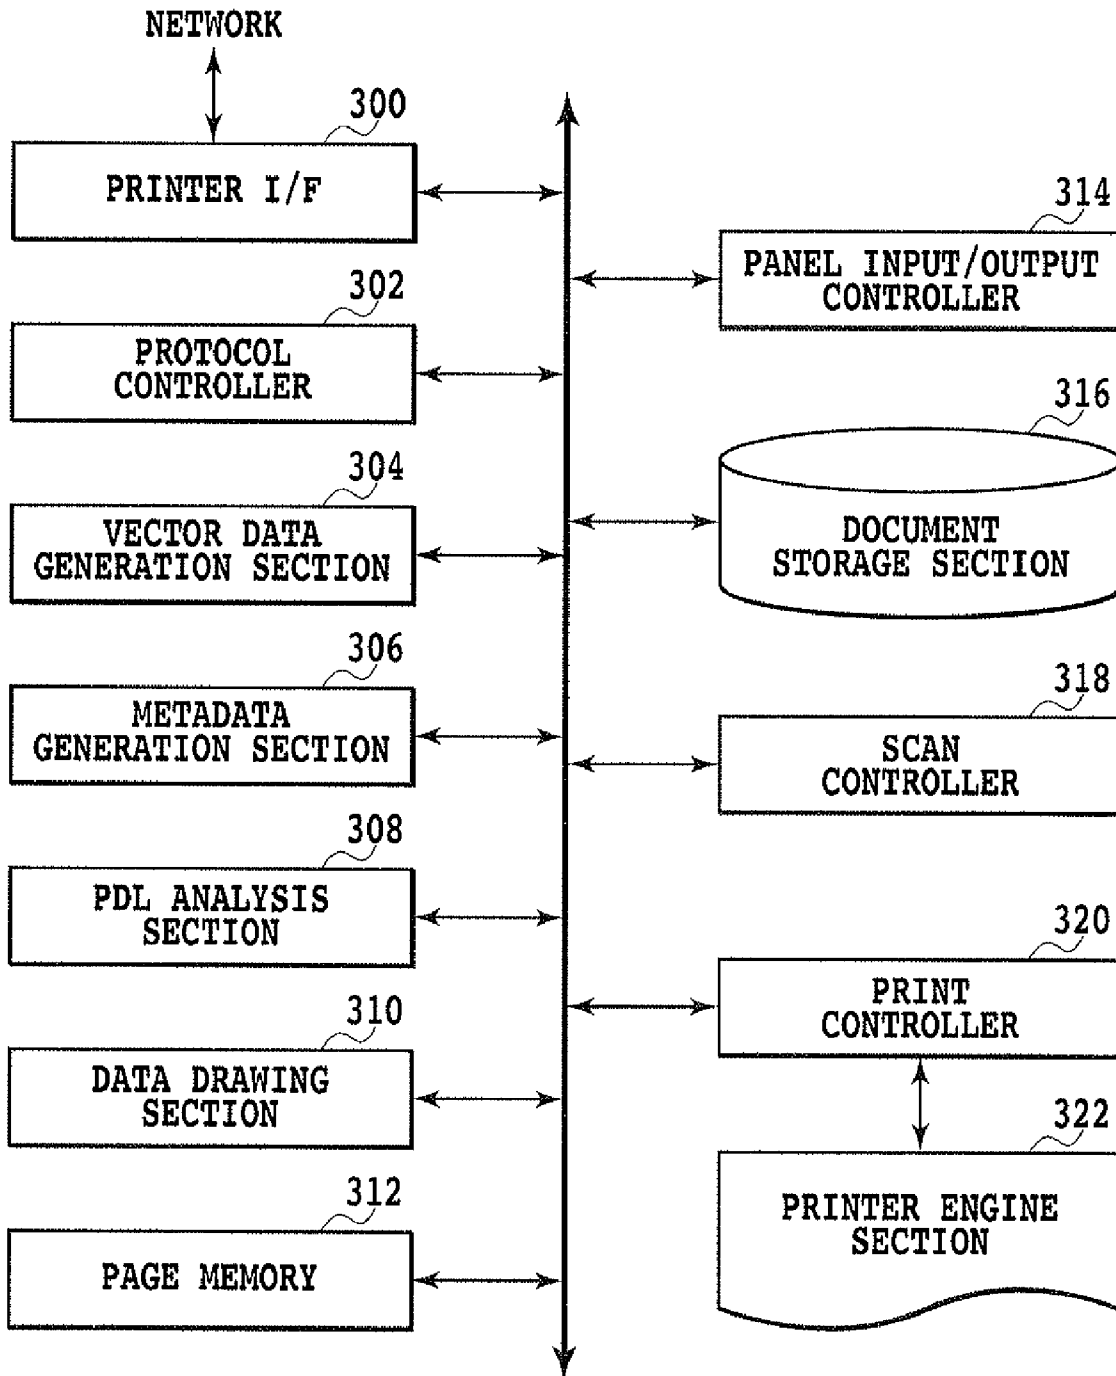 NETWORK
300
PRINTER I/F
302
PROTOCOL
CONTROLLER
304
VECTOR DATA
GENERATION SECTION
306
METADATA
GENERATION SECTION
308
PDL ANALYSIS
SECTION
310
DATA DRAWING
SECTION
312
PAGE MEMORY
314
PANEL INPUT/OUTPUT
CONTROLLER
316
DOCUMENT
STORAGE SECTION
318
SCAN
CONTROLLER
320
PRINT
CONTROLLER
322
PRINTER ENGINE
SECTION